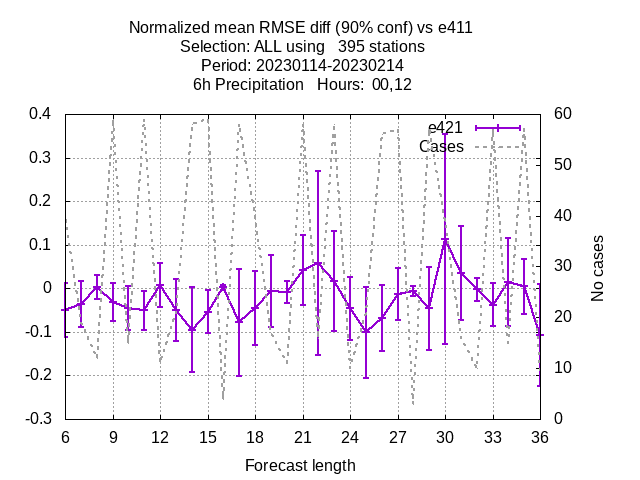 Normalized mean RMSE diff (90% conf) vs e411
Selection: ALL using   395 stations
Period: 20230114-20230214
6h Precipitation   Hours:  00,12
0.4
0.3
0.2
0.1
0
-0.1
-0.2
-0.3
60
50
40
30
20
10
0
e421
Cases
No cases
6 9 12 15 18 21 24 27 30 33 36
Forecast length